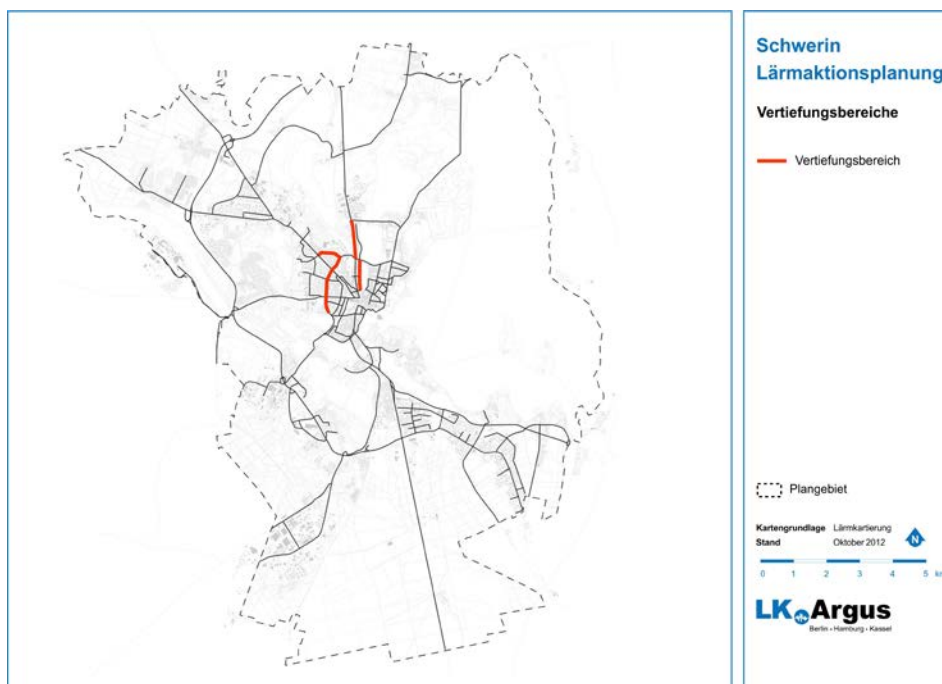 Schwerin
Lärmaktionsplanung
Vertiefungsbereiche
Vertiefungsbereich
Plangebiet
Kartengrundlage Lärmkartierung
Stand Oktober 2012
N
0 1 2 3 4 5
LK Argus
Berlin • Hamburg • Kassel